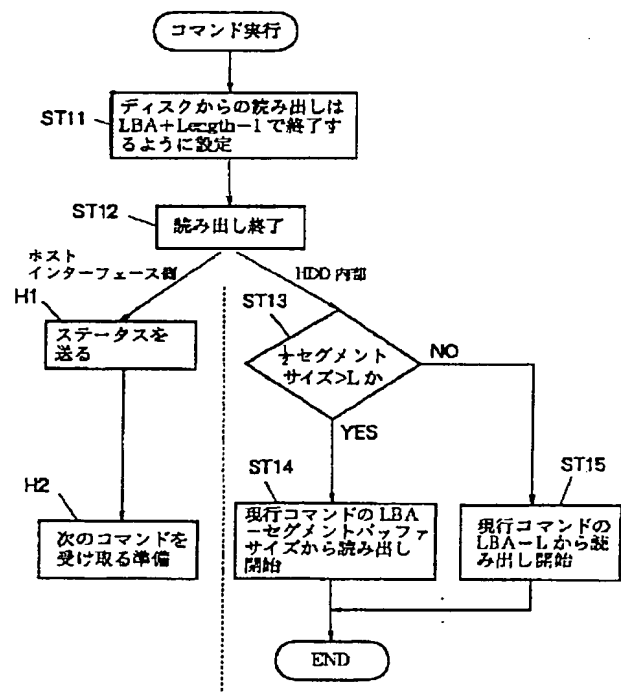 コマンド実行
ST11
ディスクからの読み出しは
LBA+Length-1で終了す
るように設定
ST12
読み出し終了
ホスト
インターフェース側
HDD内部
H1
ステータスを
送る
ST13
1/2セグメント
サイズ>Lか
NO
YES
H2
次のコマンドを
受け取る準備
ST14
現行コマンドのLBA
-セグメントバッファ
サイズから読み出し
開始
ST15
現行コマンドの
LBA-Lから読
み出し開始
END